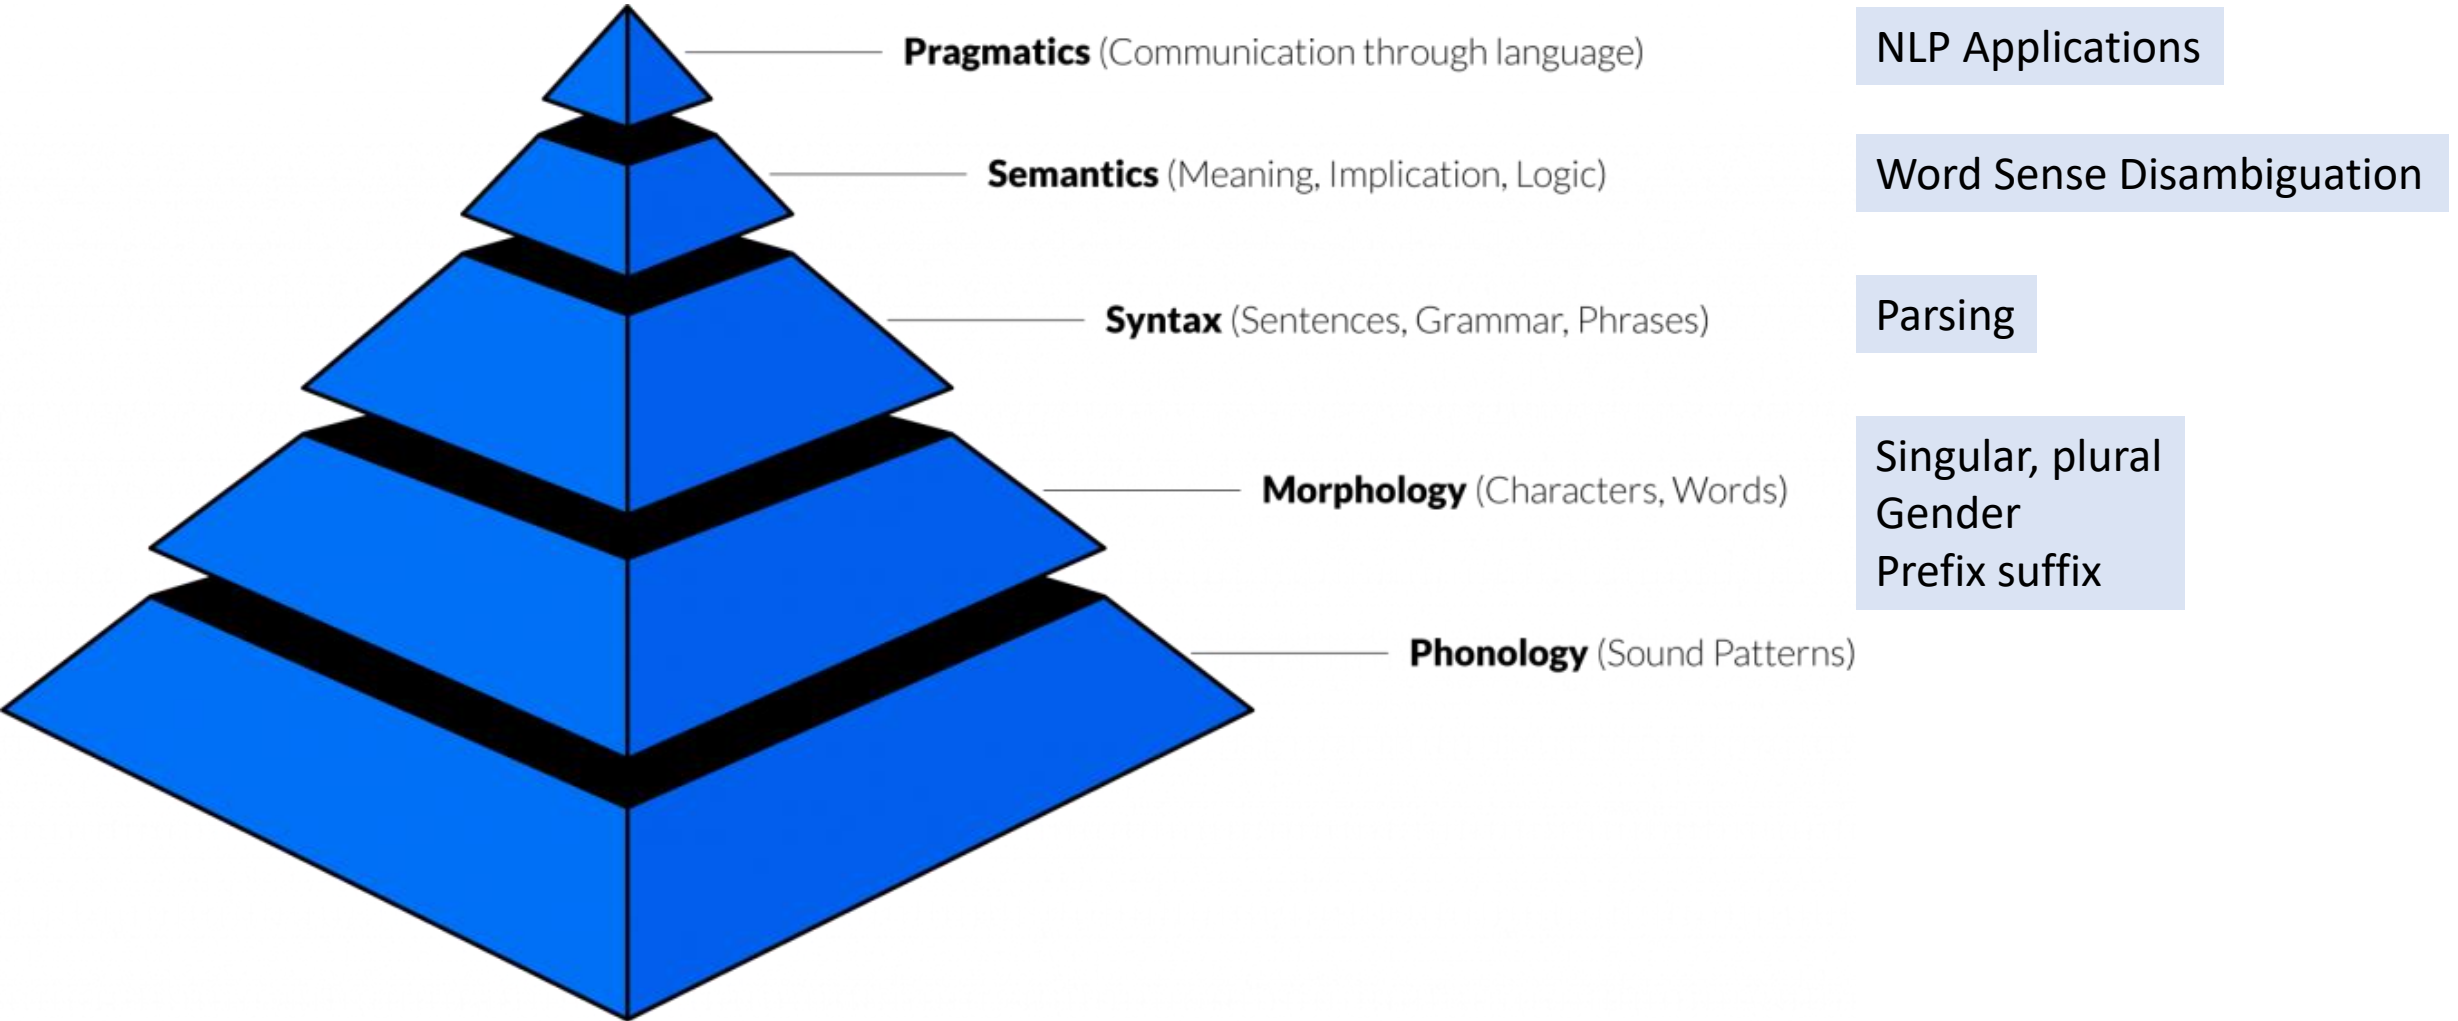 Pragmatics (Communication through language)
NLP Applications
Semantics (Meaning, Implication, Logic)
Word Sense Disambiguation
Syntax (Sentences, Grammar, Phrases)
Parsing
Morphology (Characters, Words)
Singular, plural
Gender
Prefix suffix
Phonology (Sound Patterns)